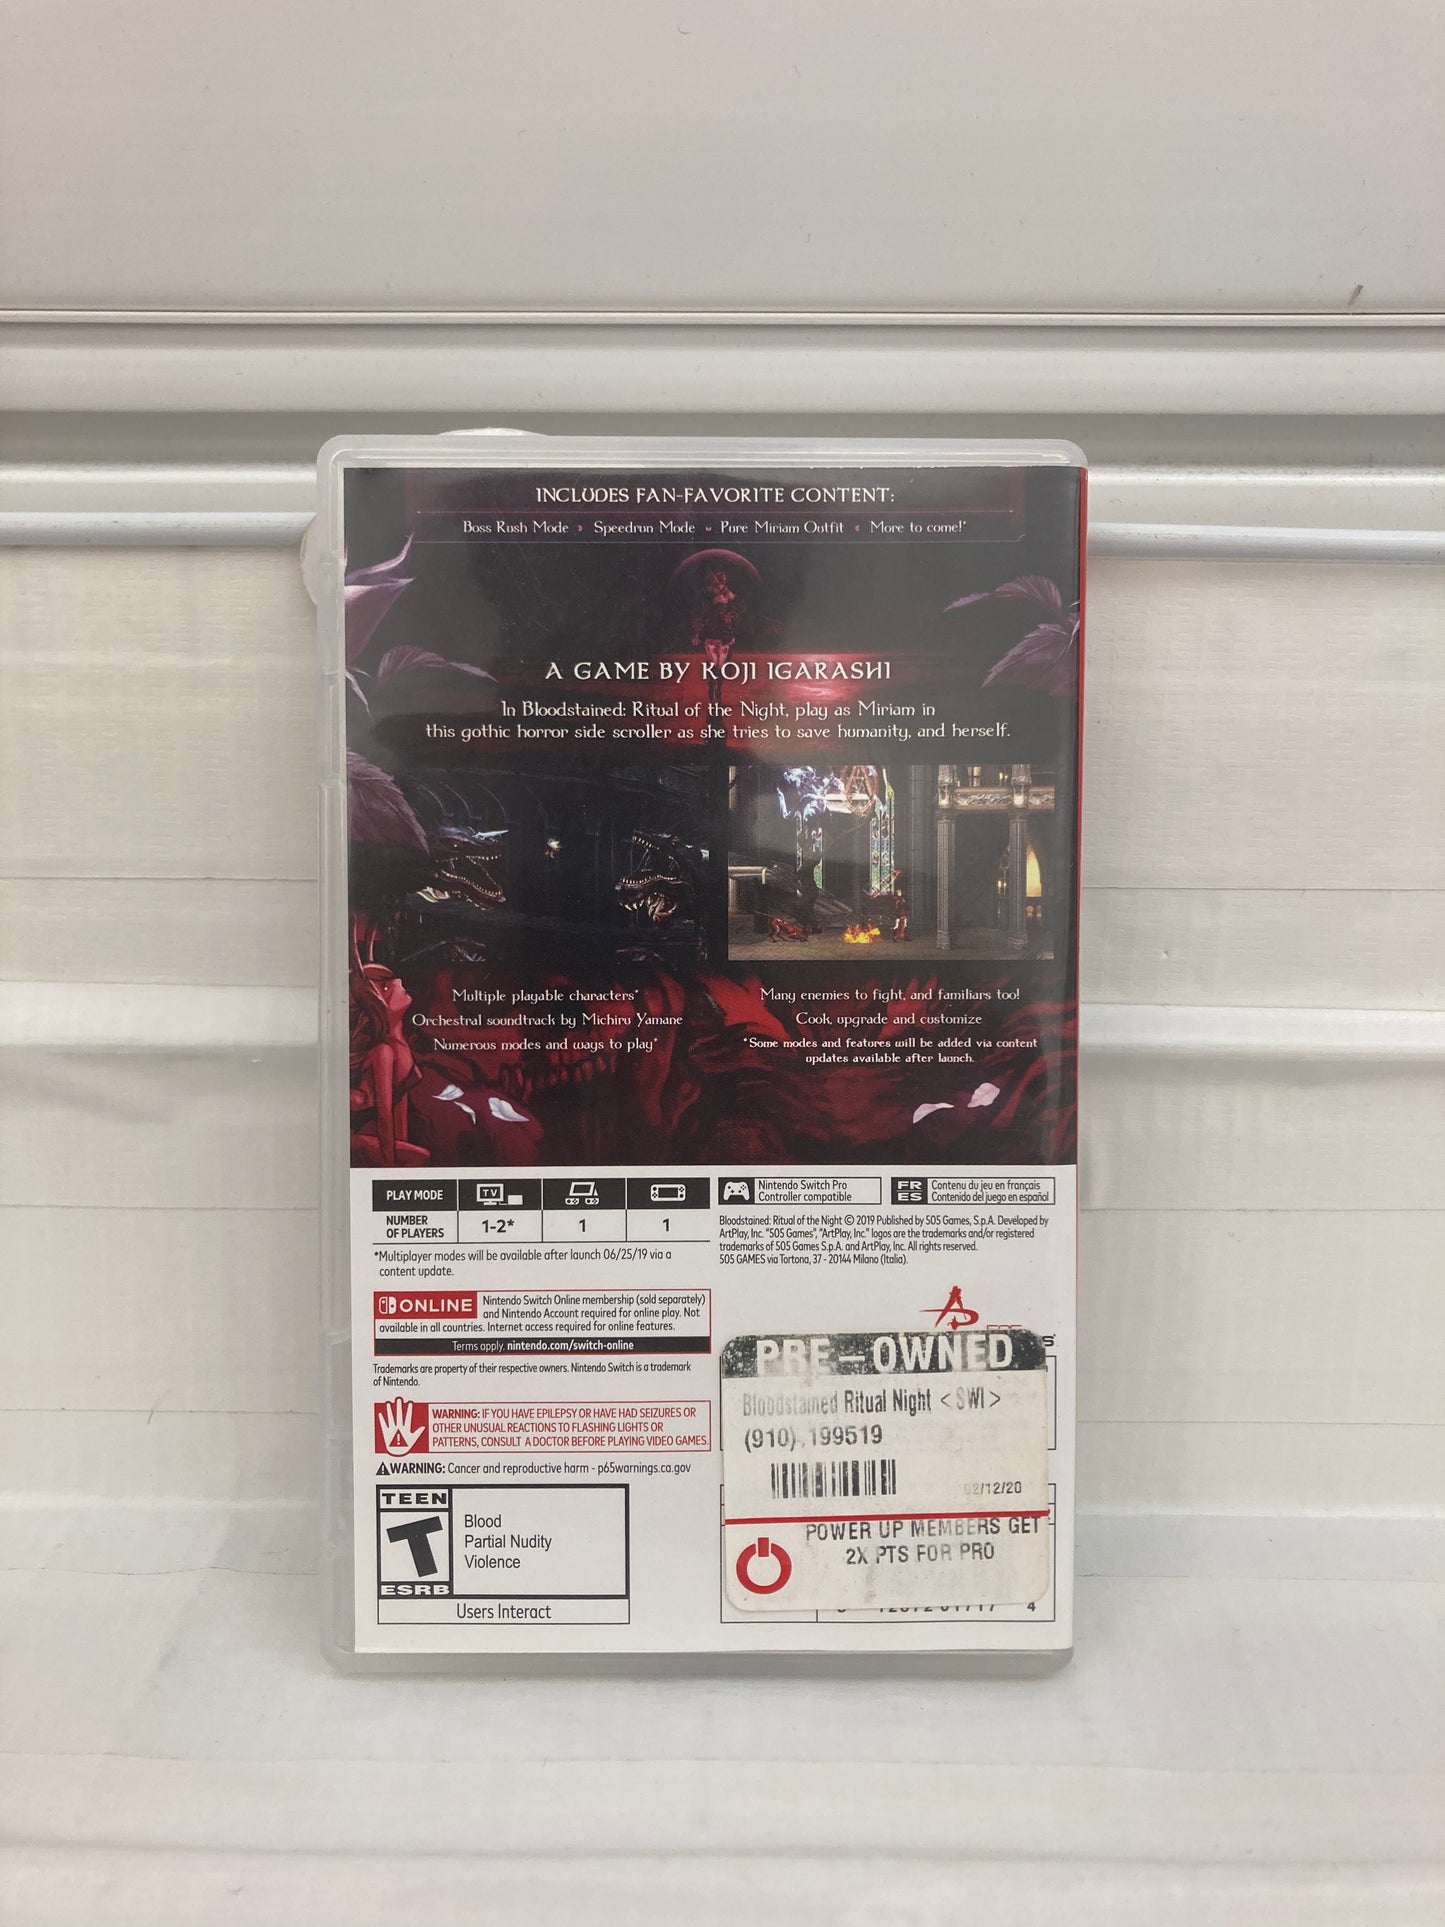 INCLUDES FAN-FAVORITE CONTENT:
Boss Rush Mode Speedrun Mode Pure Miriam Outfit More to come!*
A GAME BY KOJI IGARASHI
In Bloodstained: Ritual of the Night, play as Miriam in
this gothic horror side scroller as she tries to save humanity, and herself.
Multiple playable characters*
Orchestral soundtrack by Michiru Yamane
Numerous modes and ways to play*
Many enemies to fight, and familiars too!
Cook, upgrade and customize
*Some modes and features will be added via content
updates available after launch.
PLAY MODE TV
NUMBER
OF PLAYERS 1-2* 1 1
*Multiplayer modes will be available after launch 06/25/19 via a
content update.
ONLINE Nintendo Switch Online membership (sold separately)
and Nintendo Account required for online play. Not
available in all countries. Internet access required for online features.
Terms apply. nintendo.com/switch-online
Trademarks are property of their respective owners. Nintendo Switch is a trademark
of Nintendo.
WARNING: IF YOU HAVE EPILEPSY OR HAVE HAD SEIZURES OR
OTHER UNUSUAL REACTIONS TO FLASHING LIGHTS OR
PATTERNS, CONSULT A DOCTOR BEFORE PLAYING VIDEO GAMES.
WARNING: Cancer and reproductive harm - p65warnings.ca.gov
TEEN
T
ESRB
Blood
Partial Nudity
Violence
Users Interact
Nintendo Switch Pro
Controller compatible
FR Contenu du jeu en français
ES Contenido del juego en español
Bloodstained: Ritual of the Night © 2019 Published by 505 Games, S.p.A. Developed by
ArtPlay, Inc. "505 Games", "ArtPlay, Inc." logos are the trademarks and/or registered
trademarks of 505 Games S.p.A. and ArtPlay, Inc. All rights reserved.
505 GAMES via Tortona, 37 - 20144 Milano (Italia).
PRE-OWNED
Bloodstained Ritual Night <SWI>
(910) 199519
02/12/20
POWER UP MEMBERS GET
2X PTS FOR PRO
4